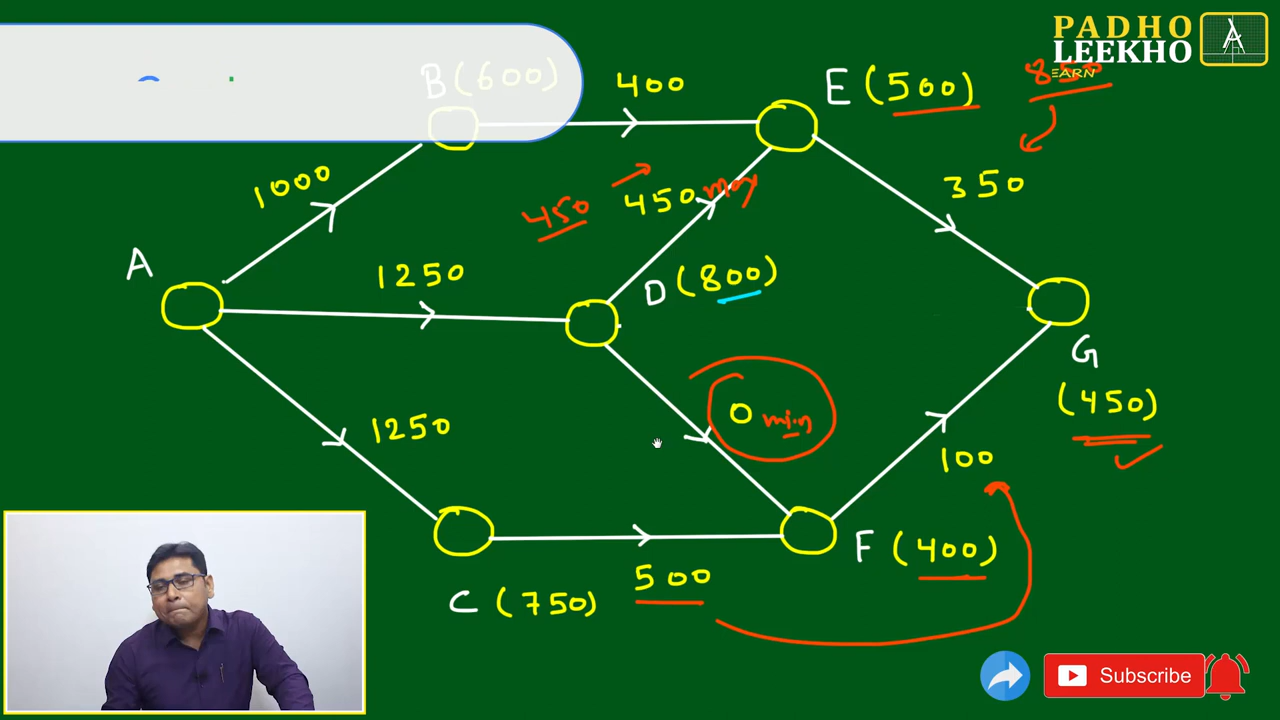 PADHO
LEEKHO
EARN
B (600)
400
E (500)
850
1000
450
450 max
350
A
1250
D (800)
G
(450)
0 min
1250
100
F (400)
500
C (750)
Subscribe